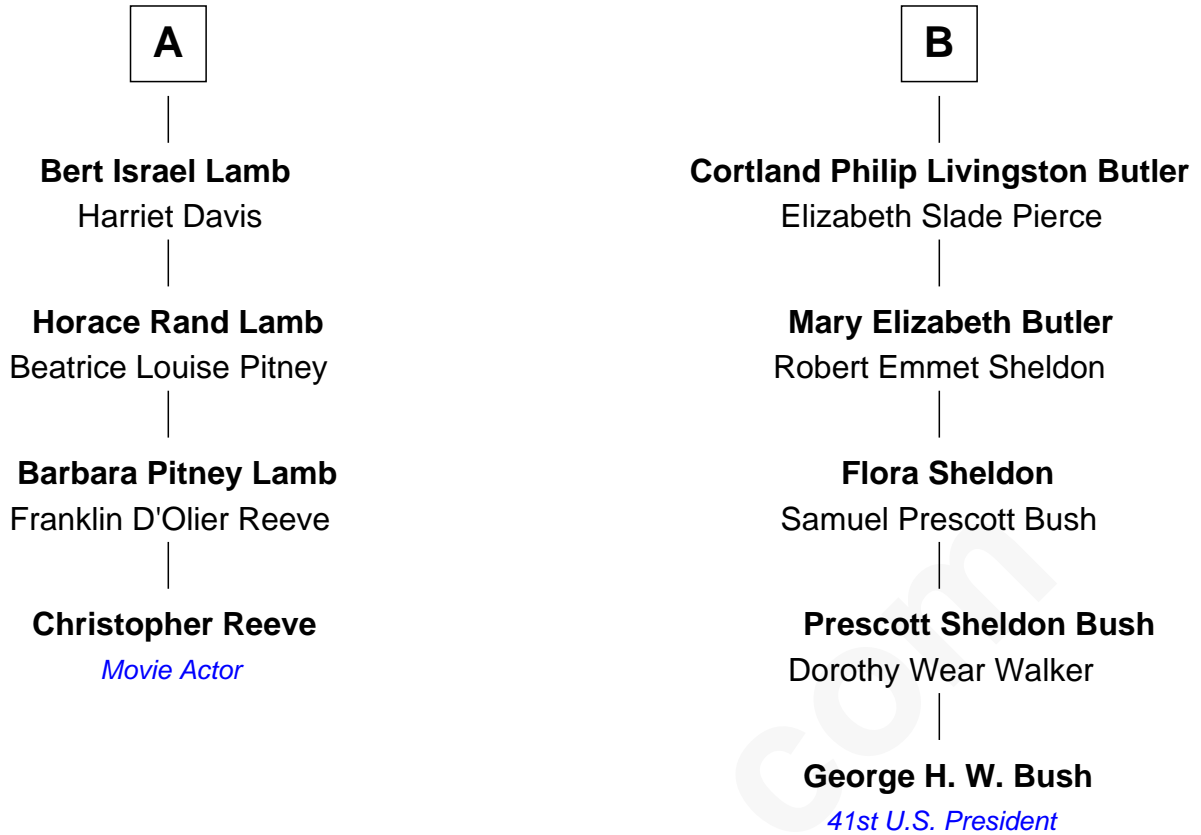 A
Bert Israel Lamb
Harriet Davis
Horace Rand Lamb
Beatrice Louise Pitney
Barbara Pitney Lamb
Franklin D'Olier Reeve
Christopher Reeve
Movie Actor
B
Cortland Philip Livingston Butler
Elizabeth Slade Pierce
Mary Elizabeth Butler
Robert Emmet Sheldon
Flora Sheldon
Samuel Prescott Bush
Prescott Sheldon Bush
Dorothy Wear Walker
George H. W. Bush
41st U.S. President
com